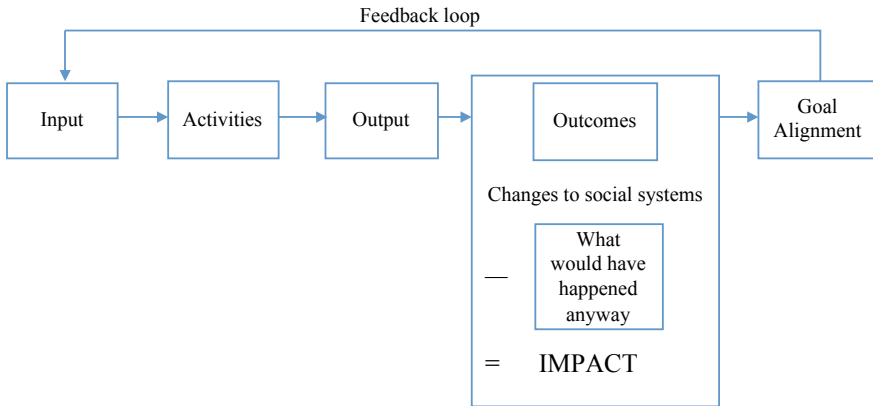 Feedback loop
Input
Activities
Output
Outcomes
Goal
Alignment
Changes to social systems
— What
would have
happened
anyway
= IMPACT